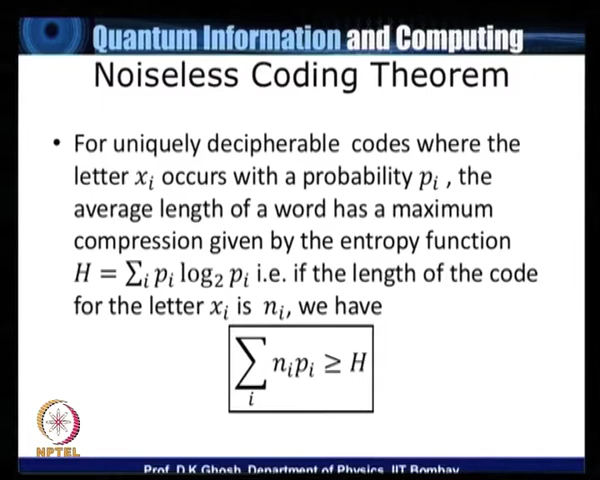 Quantum Information and Computing
Noiseless Coding Theorem
• For uniquely decipherable codes where the
letter xᵢ occurs with a probability pᵢ , the
average length of a word has a maximum
compression given by the entropy function
H = ∑ᵢ pᵢ log₂ pᵢ i.e. if the length of the code
for the letter xᵢ is nᵢ, we have
∑ᵢ nᵢpᵢ ≥ H
NPTEL
Prof. D K Ghosh, Department of Physics, IIT Bombay